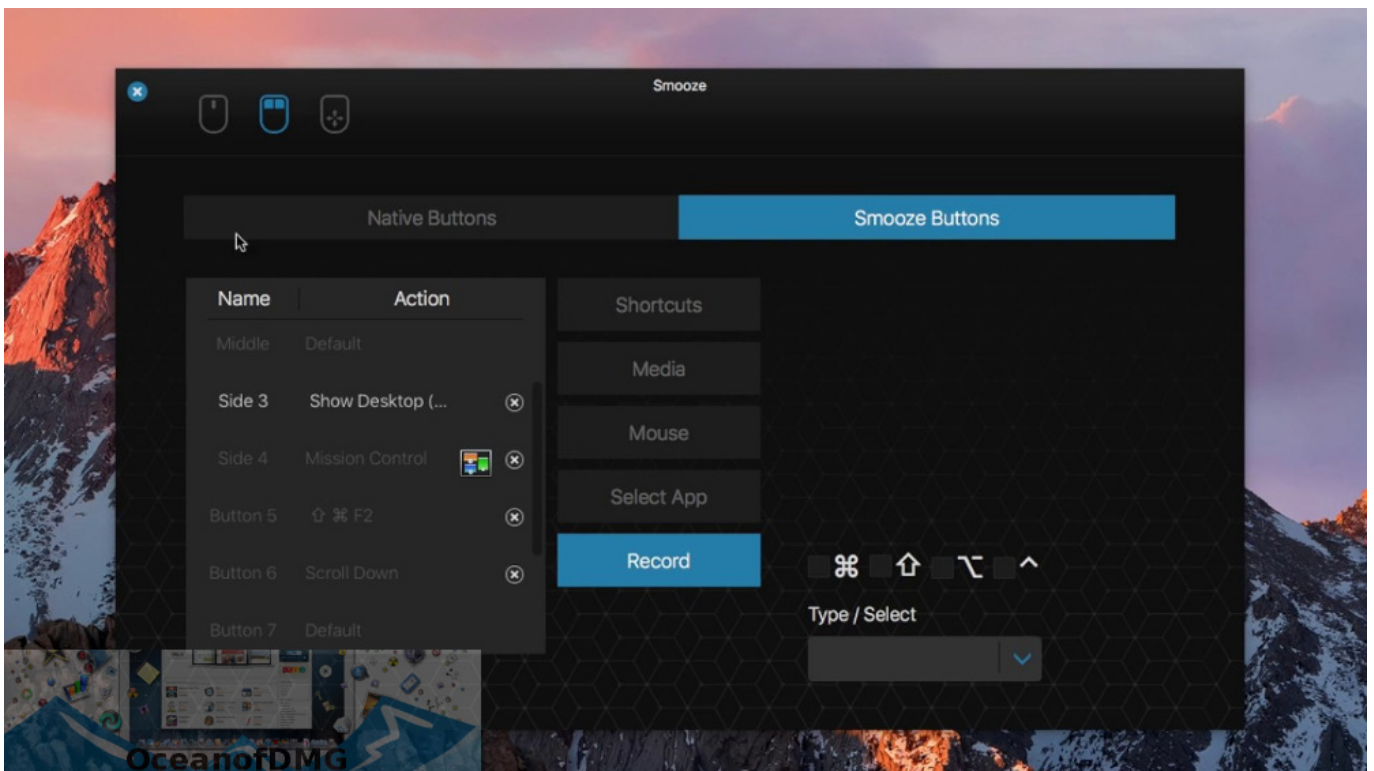 Smooze
Native Buttons
Smooze Buttons
Name
Action
Middle
Default
Side 3
Show Desktop (...
Side 4
Mission Control
Button 5
⇧ ⌘ F2
Button 6
Scroll Down
Button 7
Default
Shortcuts
Media
Mouse
Select App
Record
⌘ ⇧ ⌥ ^
Type / Select
OceanofDMG